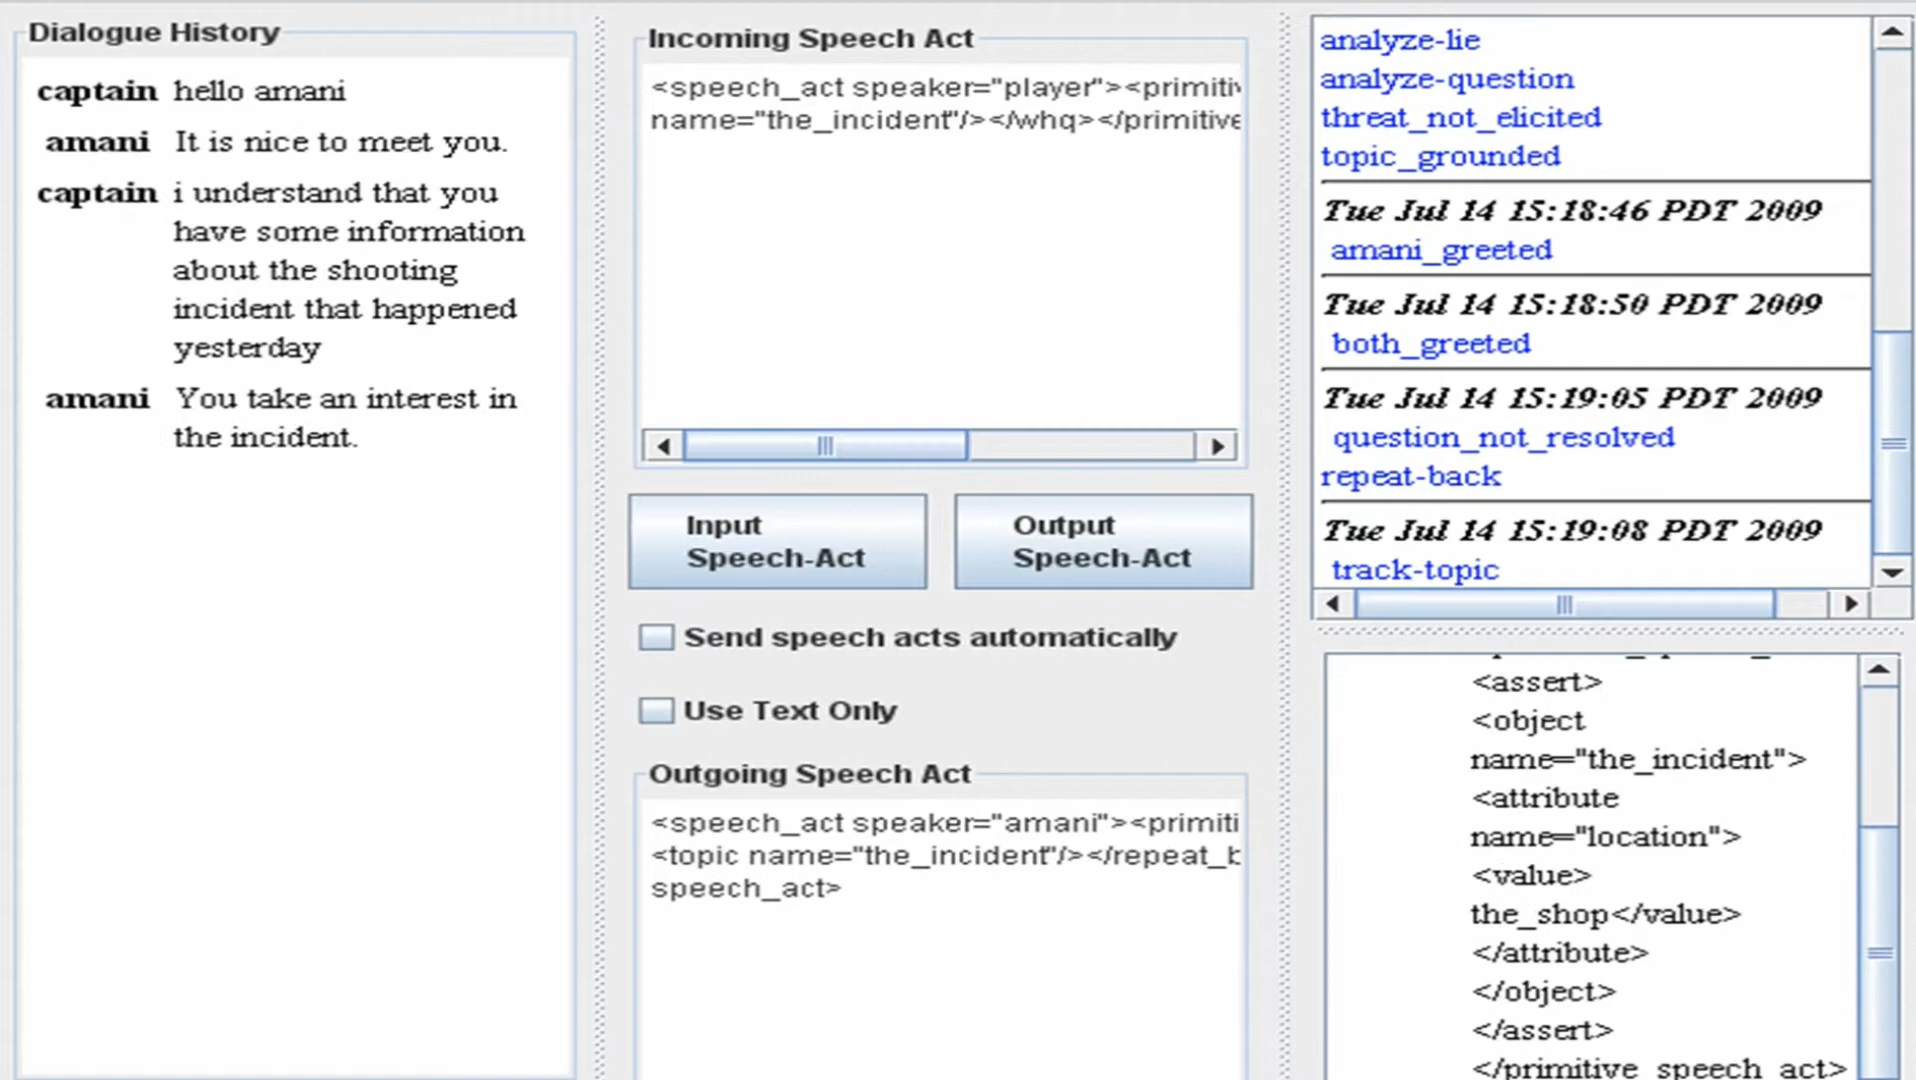 Dialogue History
captain hello amani
amani It is nice to meet you.
captain i understand that you
have some information
about the shooting
incident that happened
yesterday
amani You take an interest in
the incident.
Incoming Speech Act
<speech_act speaker="player"><primitiv
name="the_incident"/></whq></primitive
Input
Speech-Act
Output
Speech-Act
Send speech acts automatically
Use Text Only
Outgoing Speech Act
<speech_act speaker="amani"><primiti
<topic name="the_incident"/></repeat_b
speech_act>
analyze-lie
analyze-question
threat_not_elicited
topic_grounded
Tue Jul 14 15:18:46 PDT 2009
amani_greeted
Tue Jul 14 15:18:50 PDT 2009
both_greeted
Tue Jul 14 15:19:05 PDT 2009
question_not_resolved
repeat-back
Tue Jul 14 15:19:08 PDT 2009
track-topic
<assert>
<object
name="the_incident">
<attribute
name="location">
<value>
the_shop</value>
</attribute>
</object>
</assert>
</primitive_speech_act>